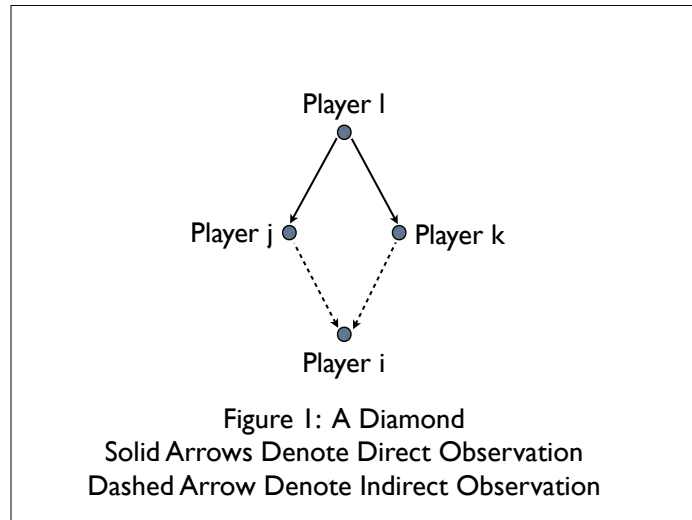 Player l
Player j
Player k
Player i
Figure 1: A Diamond
Solid Arrows Denote Direct Observation
Dashed Arrow Denote Indirect Observation